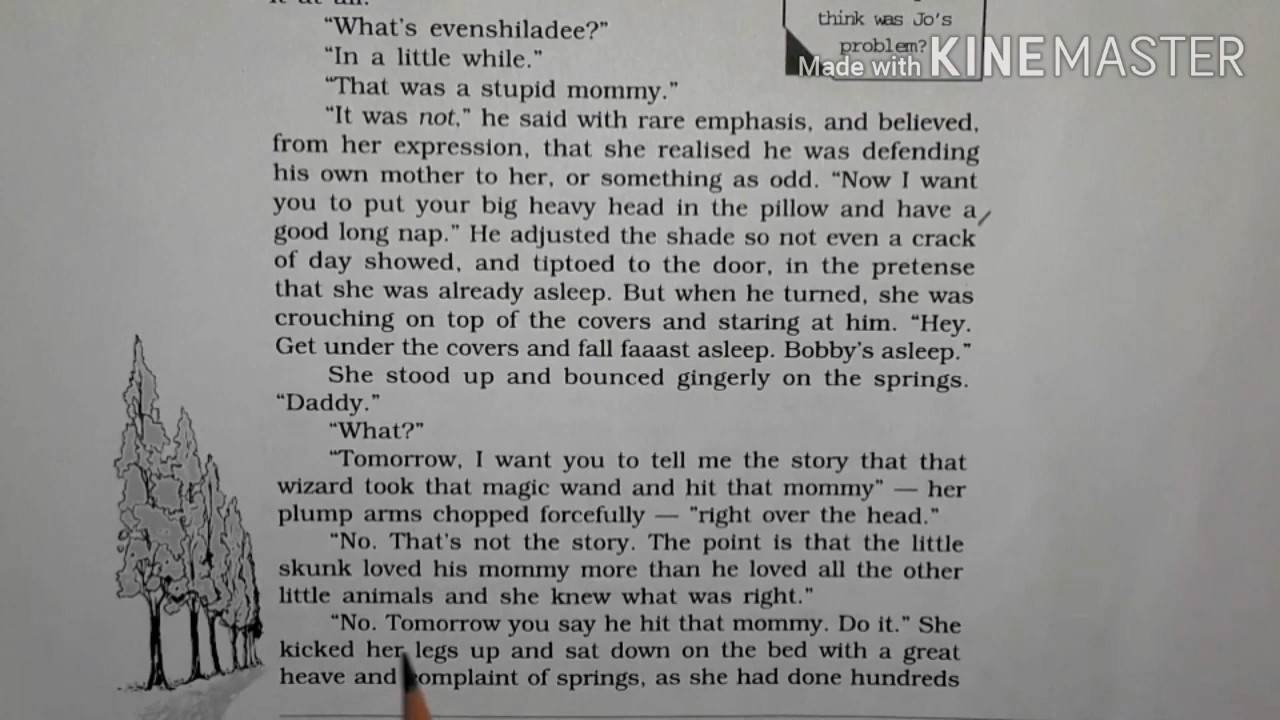 think was Jo's
problem?
Made with KINEMASTER
it at all.
“What's evenshiladee?”
“In a little while.”
“That was a stupid mommy.”
“It was not,” he said with rare emphasis, and believed,
from her expression, that she realised he was defending
his own mother to her, or something as odd. “Now I want
you to put your big heavy head in the pillow and have a
good long nap.” He adjusted the shade so not even a crack
of day showed, and tiptoed to the door, in the pretense
that she was already asleep. But when he turned, she was
crouching on top of the covers and staring at him. “Hey.
Get under the covers and fall faaast asleep. Bobby's asleep.”
She stood up and bounced gingerly on the springs.
“Daddy.”
“What?”
“Tomorrow, I want you to tell me the story that that
wizard took that magic wand and hit that mommy” — her
plump arms chopped forcefully — “right over the head.”
“No. That's not the story. The point is that the little
skunk loved his mommy more than he loved all the other
little animals and she knew what was right.”
“No. Tomorrow you say he hit that mommy. Do it.” She
kicked her legs up and sat down on the bed with a great
heave and complaint of springs, as she had done hundreds